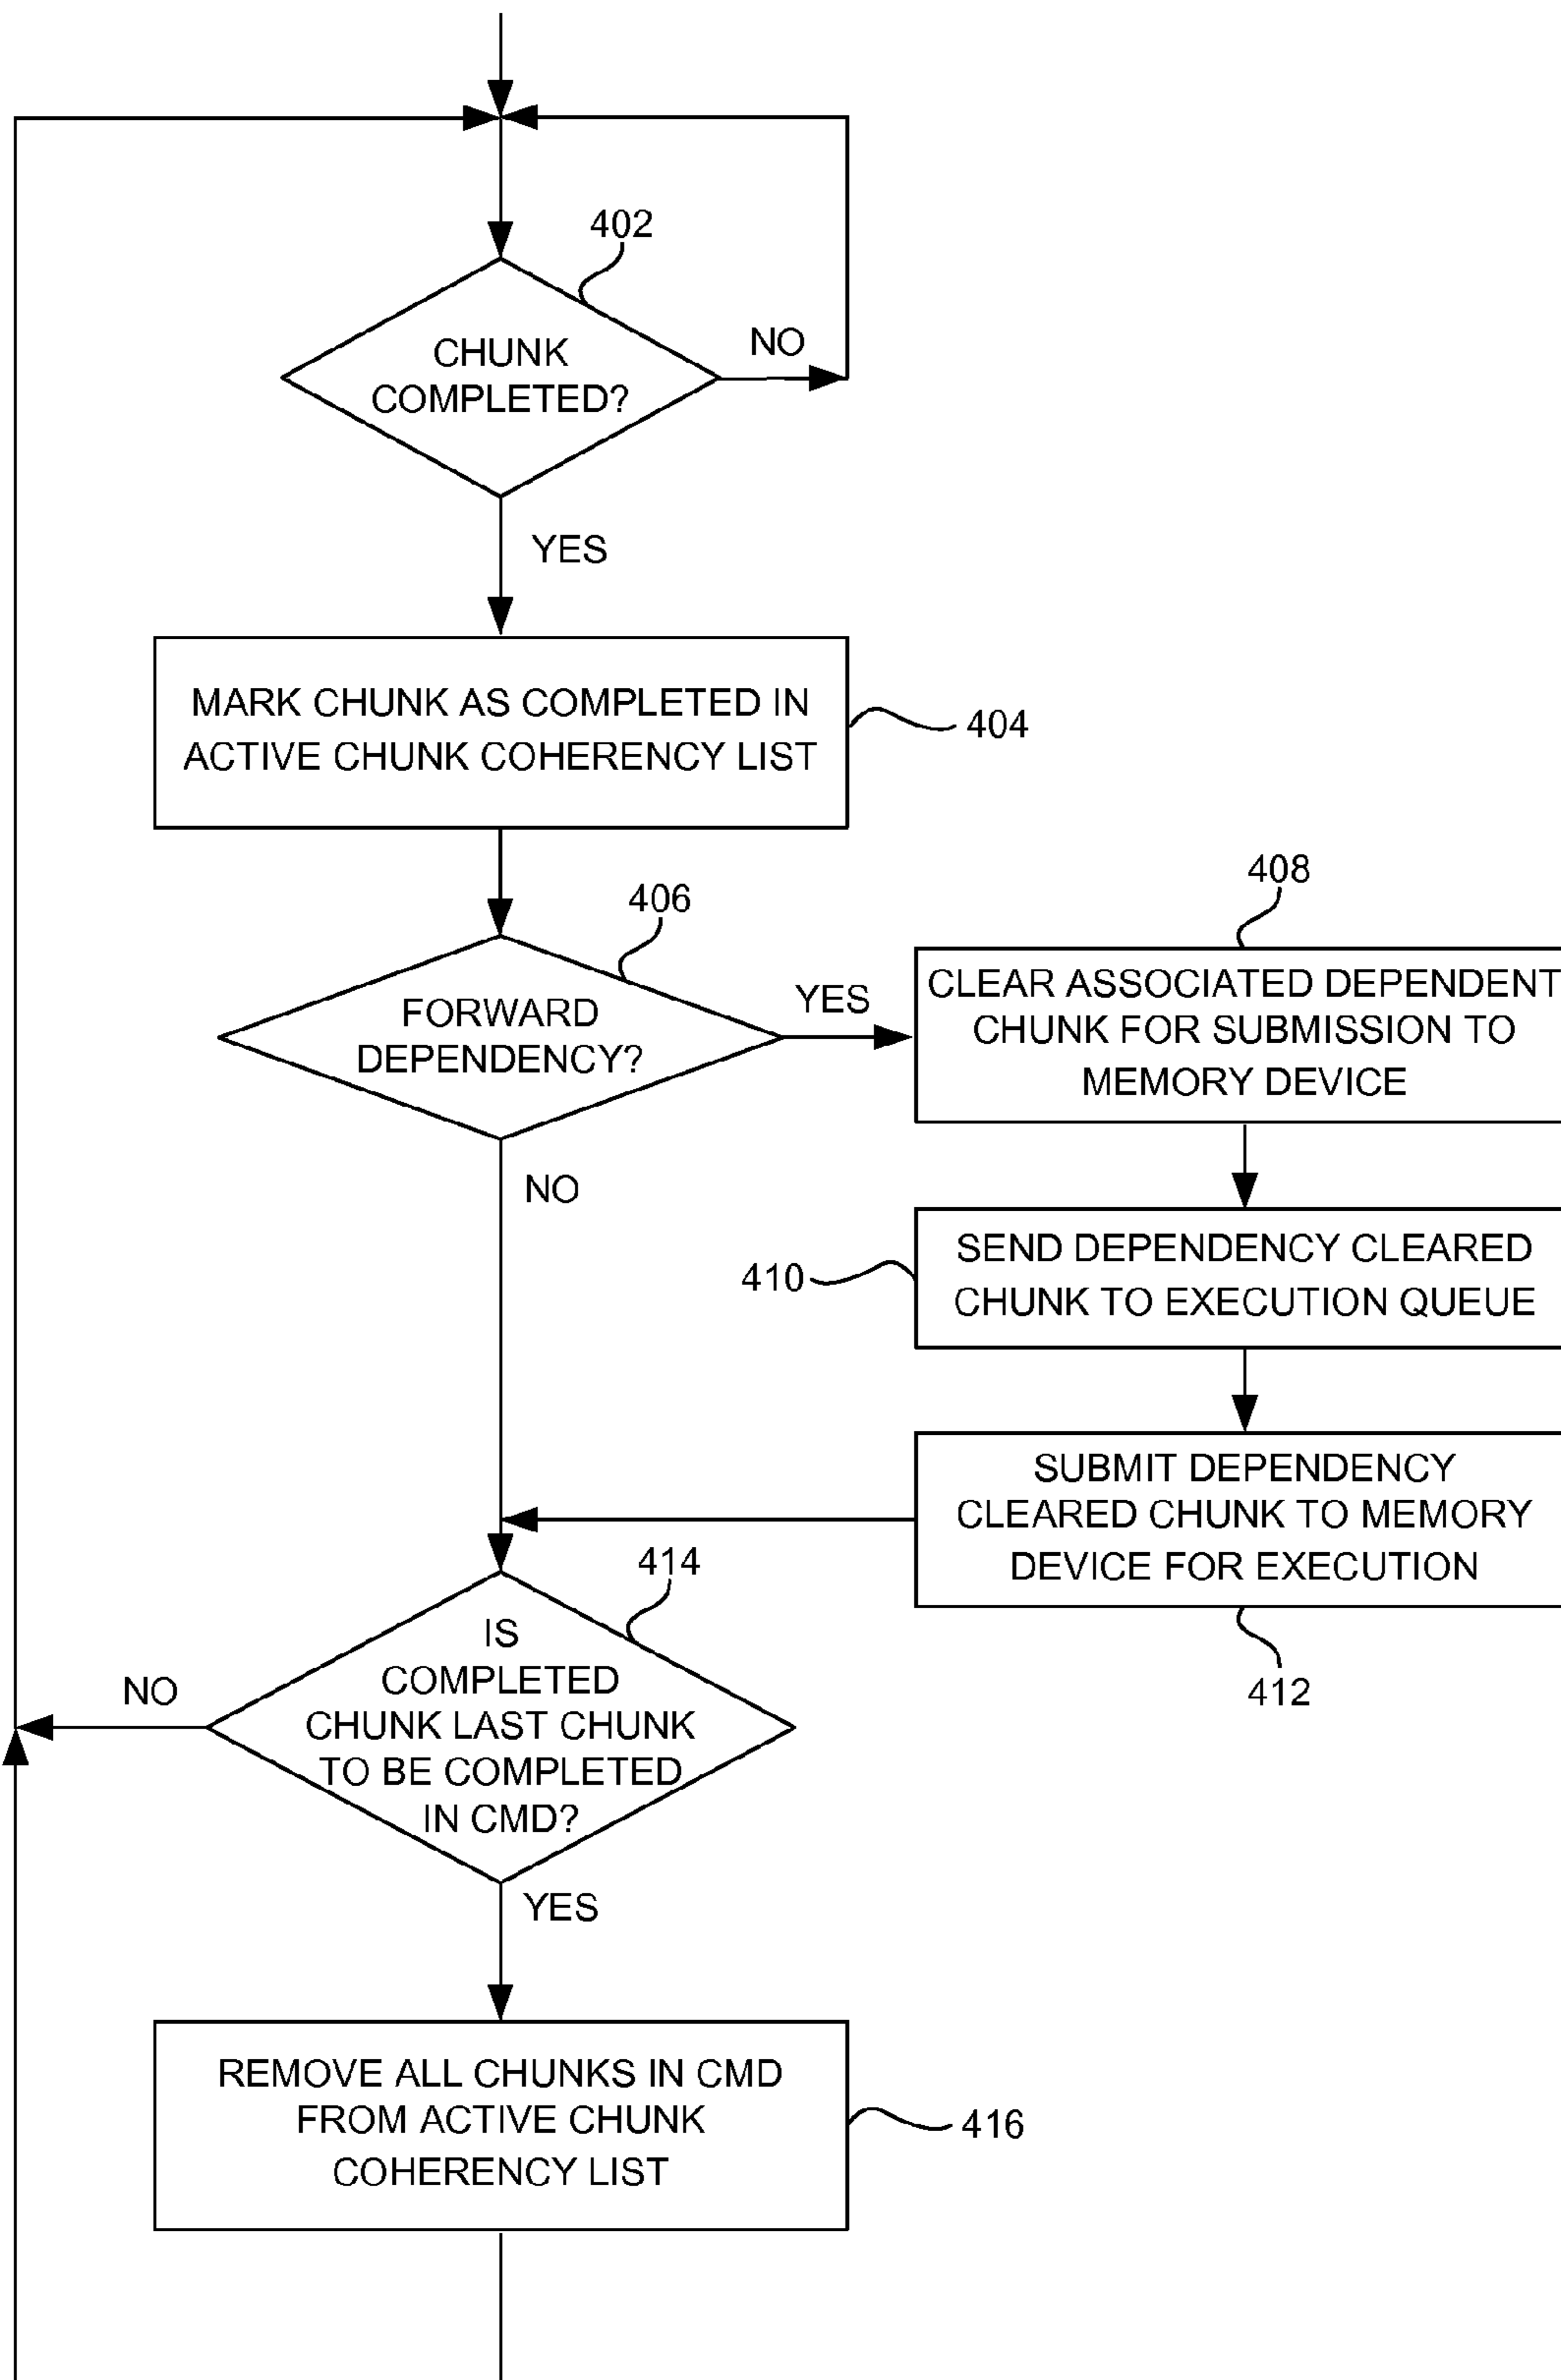 402
CHUNK
COMPLETED?
NO
YES
MARK CHUNK AS COMPLETED IN
ACTIVE CHUNK COHERENCY LIST
404
406
FORWARD
DEPENDENCY?
YES
NO
408
CLEAR ASSOCIATED DEPENDENT
CHUNK FOR SUBMISSION TO
MEMORY DEVICE
410
SEND DEPENDENCY CLEARED
CHUNK TO EXECUTION QUEUE
SUBMIT DEPENDENCY
CLEARED CHUNK TO MEMORY
DEVICE FOR EXECUTION
412
414
IS
COMPLETED
CHUNK LAST CHUNK
TO BE COMPLETED
IN CMD?
NO
YES
REMOVE ALL CHUNKS IN CMD
FROM ACTIVE CHUNK
COHERENCY LIST
416